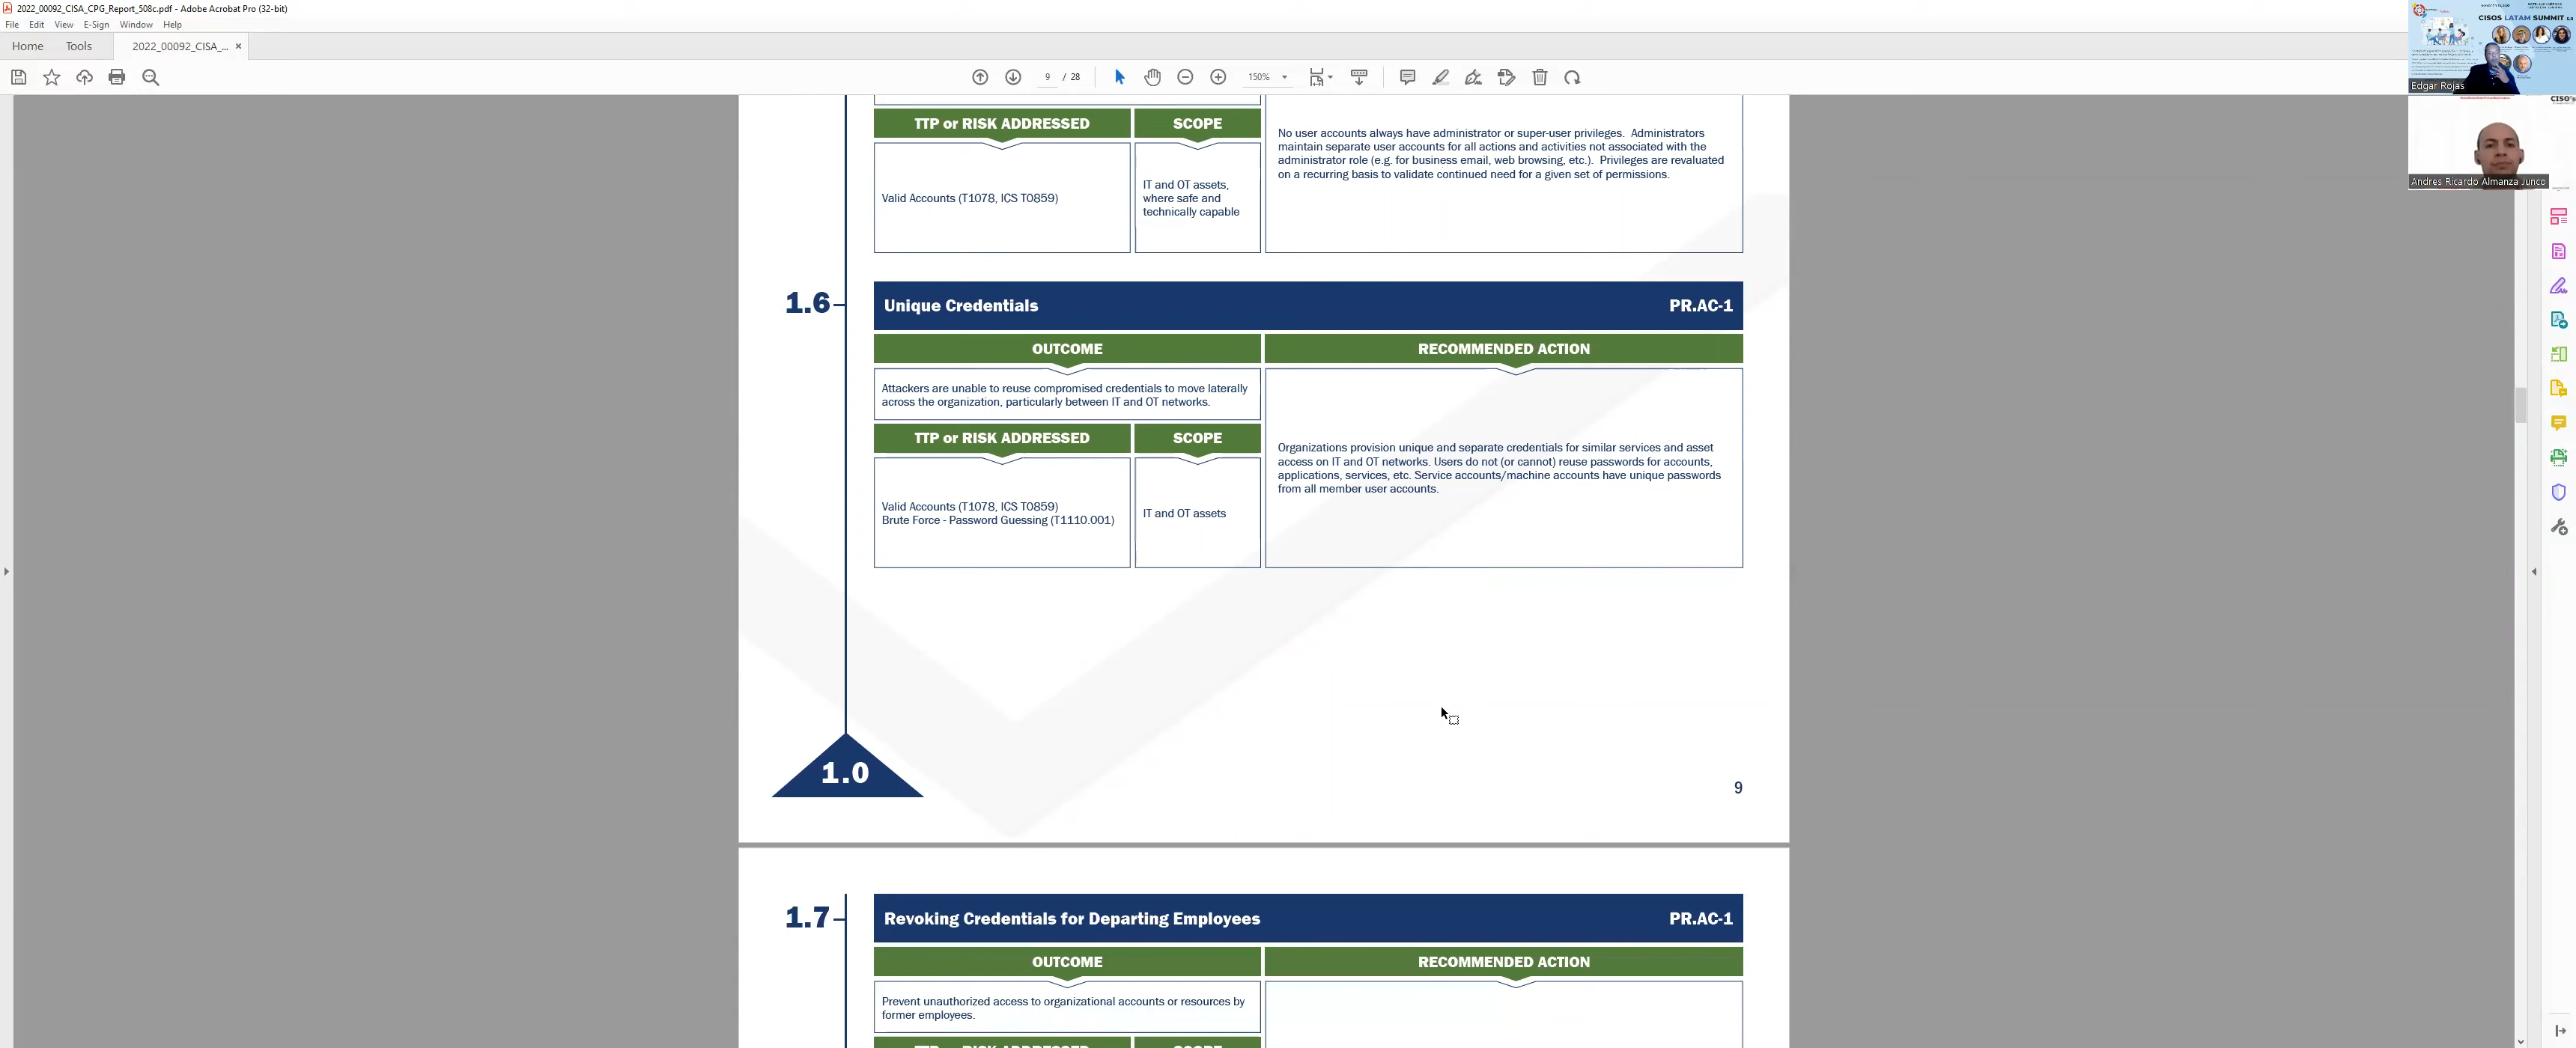 2022_00092_CISA_CPG_Report_508c.pdf - Adobe Acrobat Pro (32-bit)
File Edit View E-Sign Window Help
Home Tools 2022_00092_CISA_... ×
9 / 28 150%
CISOS LATAM SUMMIT
Edgar Rojas
CISO's
Andres Ricardo Almanza Junco
TTP or RISK ADDRESSED
SCOPE
Valid Accounts (T1078, ICS T0859)
IT and OT assets,
where safe and
technically capable
No user accounts always have administrator or super-user privileges. Administrators
maintain separate user accounts for all actions and activities not associated with the
administrator role (e.g. for business email, web browsing, etc.). Privileges are revaluated
on a recurring basis to validate continued need for a given set of permissions.
1.6
Unique Credentials PR.AC-1
OUTCOME
Attackers are unable to reuse compromised credentials to move laterally
across the organization, particularly between IT and OT networks.
TTP or RISK ADDRESSED
SCOPE
Valid Accounts (T1078, ICS T0859)
Brute Force - Password Guessing (T1110.001)
IT and OT assets
RECOMMENDED ACTION
Organizations provision unique and separate credentials for similar services and asset
access on IT and OT networks. Users do not (or cannot) reuse passwords for accounts,
applications, services, etc. Service accounts/machine accounts have unique passwords
from all member user accounts.
1.0
9
1.7
Revoking Credentials for Departing Employees PR.AC-1
OUTCOME
Prevent unauthorized access to organizational accounts or resources by
former employees.
RECOMMENDED ACTION
TTP or RISK ADDRESSED
SCOPE